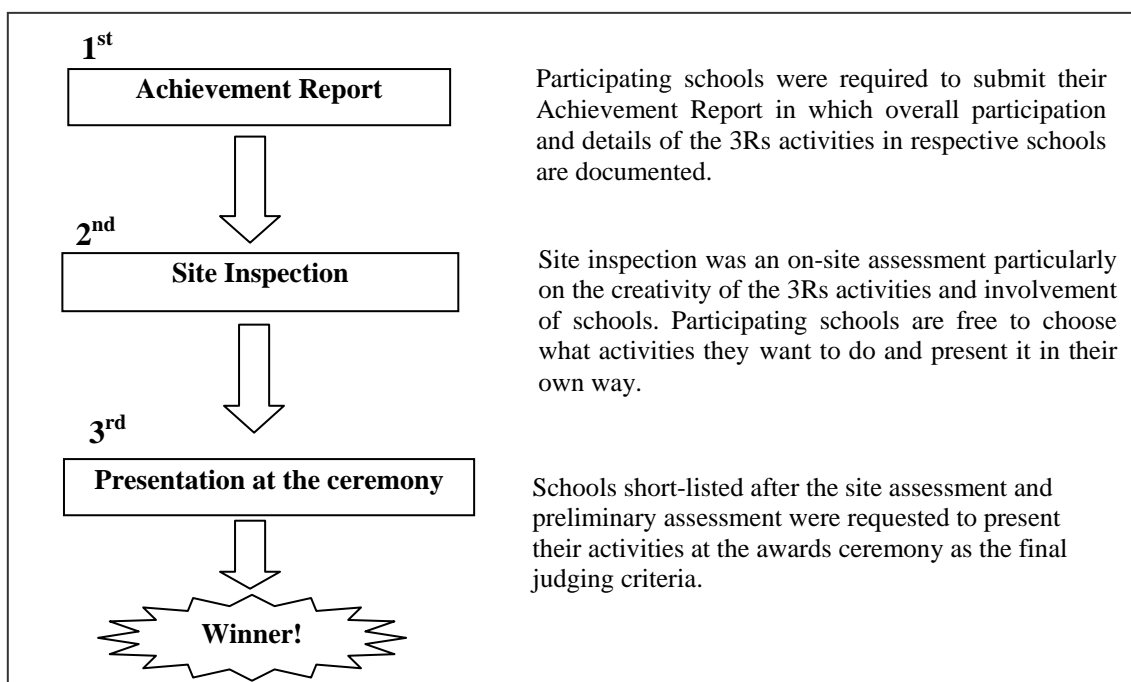 1st
Achievement Report
Participating schools were required to submit their
Achievement Report in which overall participation
and details of the 3Rs activities in respective schools
are documented.
2nd
Site Inspection
Site inspection was an on-site assessment particularly
on the creativity of the 3Rs activities and involvement
of schools. Participating schools are free to choose
what activities they want to do and present it in their
own way.
3rd
Presentation at the ceremony
Schools short-listed after the site assessment and
preliminary assessment were requested to present
their activities at the awards ceremony as the final
judging criteria.
Winner!